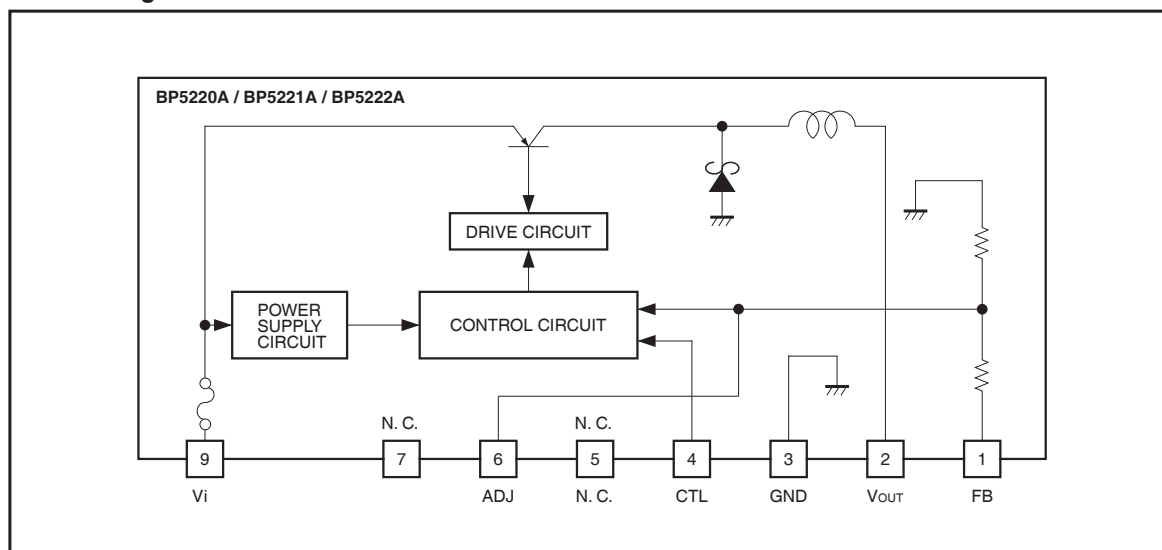 BP5220A / BP5221A / BP5222A
DRIVE CIRCUIT
POWER
SUPPLY
CIRCUIT
CONTROL CIRCUIT
N. C.
N. C.
9
7
6
5
4
3
2
1
Vi
ADJ
N. C.
CTL
GND
VOUT
FB